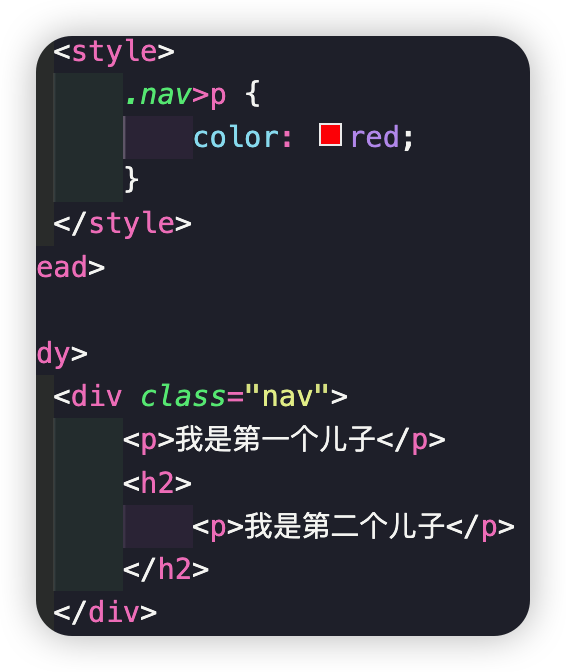 <style>
.nav>p {
color: red;
}
</style>
ead>
dy>
<div class="nav">
<p>我是第一个儿子</p>
<h2>
<p>我是第二个儿子</p>
</h2>
</div>